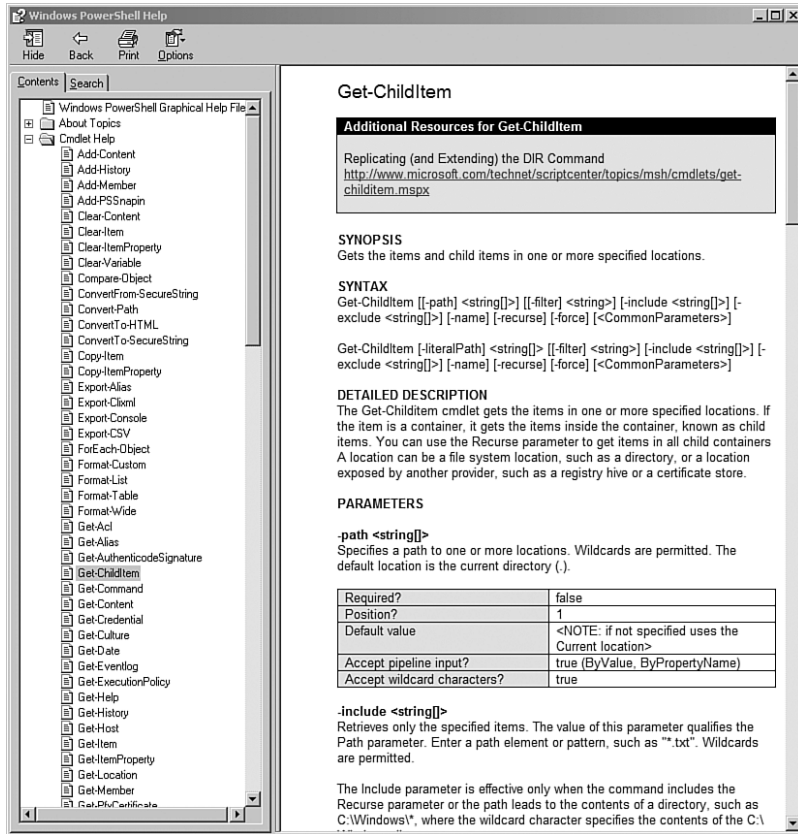 Windows PowerShell Help
Hide Back Print Options
Contents Search
Windows PowerShell Graphical Help File
About Topics
Cmdlet Help
Add-Content
Add-History
Add-Member
Add-PSSnapin
Clear-Content
Clear-Item
Clear-ItemProperty
Clear-Variable
Compare-Object
ConvertFrom-SecureString
Convert-Path
ConvertTo-HTML
ConvertTo-SecureString
Copy-Item
Copy-ItemProperty
Export-Alias
Export-Clixml
Export-Console
Export-CSV
ForEach-Object
Format-Custom
Format-List
Format-Table
Format-Wide
Get-Acl
Get-Alias
Get-AuthenticodeSignature
Get-ChildItem
Get-Command
Get-Content
Get-Credential
Get-Culture
Get-Date
Get-Eventlog
Get-ExecutionPolicy
Get-Help
Get-History
Get-Host
Get-Item
Get-ItemProperty
Get-Location
Get-Member
Get-PfxCertificate
Get-ChildItem
Additional Resources for Get-ChildItem
Replicating (and Extending) the DIR Command
http://www.microsoft.com/technet/scriptcenter/topics/msh/cmdlets/get-
childitem.mspx
SYNOPSIS
Gets the items and child items in one or more specified locations.
SYNTAX
Get-ChildItem [[-path] <string[]>] [[-filter] <string>] [-include <string[]>] [-
exclude <string[]>] [-name] [-recurse] [-force] [<CommonParameters>]
Get-ChildItem [-literalPath] <string[]> [[-filter] <string>] [-include <string[]>] [-
exclude <string[]>] [-name] [-recurse] [-force] [<CommonParameters>]
DETAILED DESCRIPTION
The Get-Childitem cmdlet gets the items in one or more specified locations. If
the item is a container, it gets the items inside the container, known as child
items. You can use the Recurse parameter to get items in all child containers
A location can be a file system location, such as a directory, or a location
exposed by another provider, such as a registry hive or a certificate store.
PARAMETERS
-path <string[]>
Specifies a path to one or more locations. Wildcards are permitted. The
default location is the current directory (.).
Required? false
Position? 1
Default value <NOTE: if not specified uses the
Current location>
Accept pipeline input? true (ByValue, ByPropertyName)
Accept wildcard characters? true
-include <string[]>
Retrieves only the specified items. The value of this parameter qualifies the
Path parameter. Enter a path element or pattern, such as "*.txt". Wildcards
are permitted.
The Include parameter is effective only when the command includes the
Recurse parameter or the path leads to the contents of a directory, such as
C:\Windows\*, where the wildcard character specifies the contents of the C:\